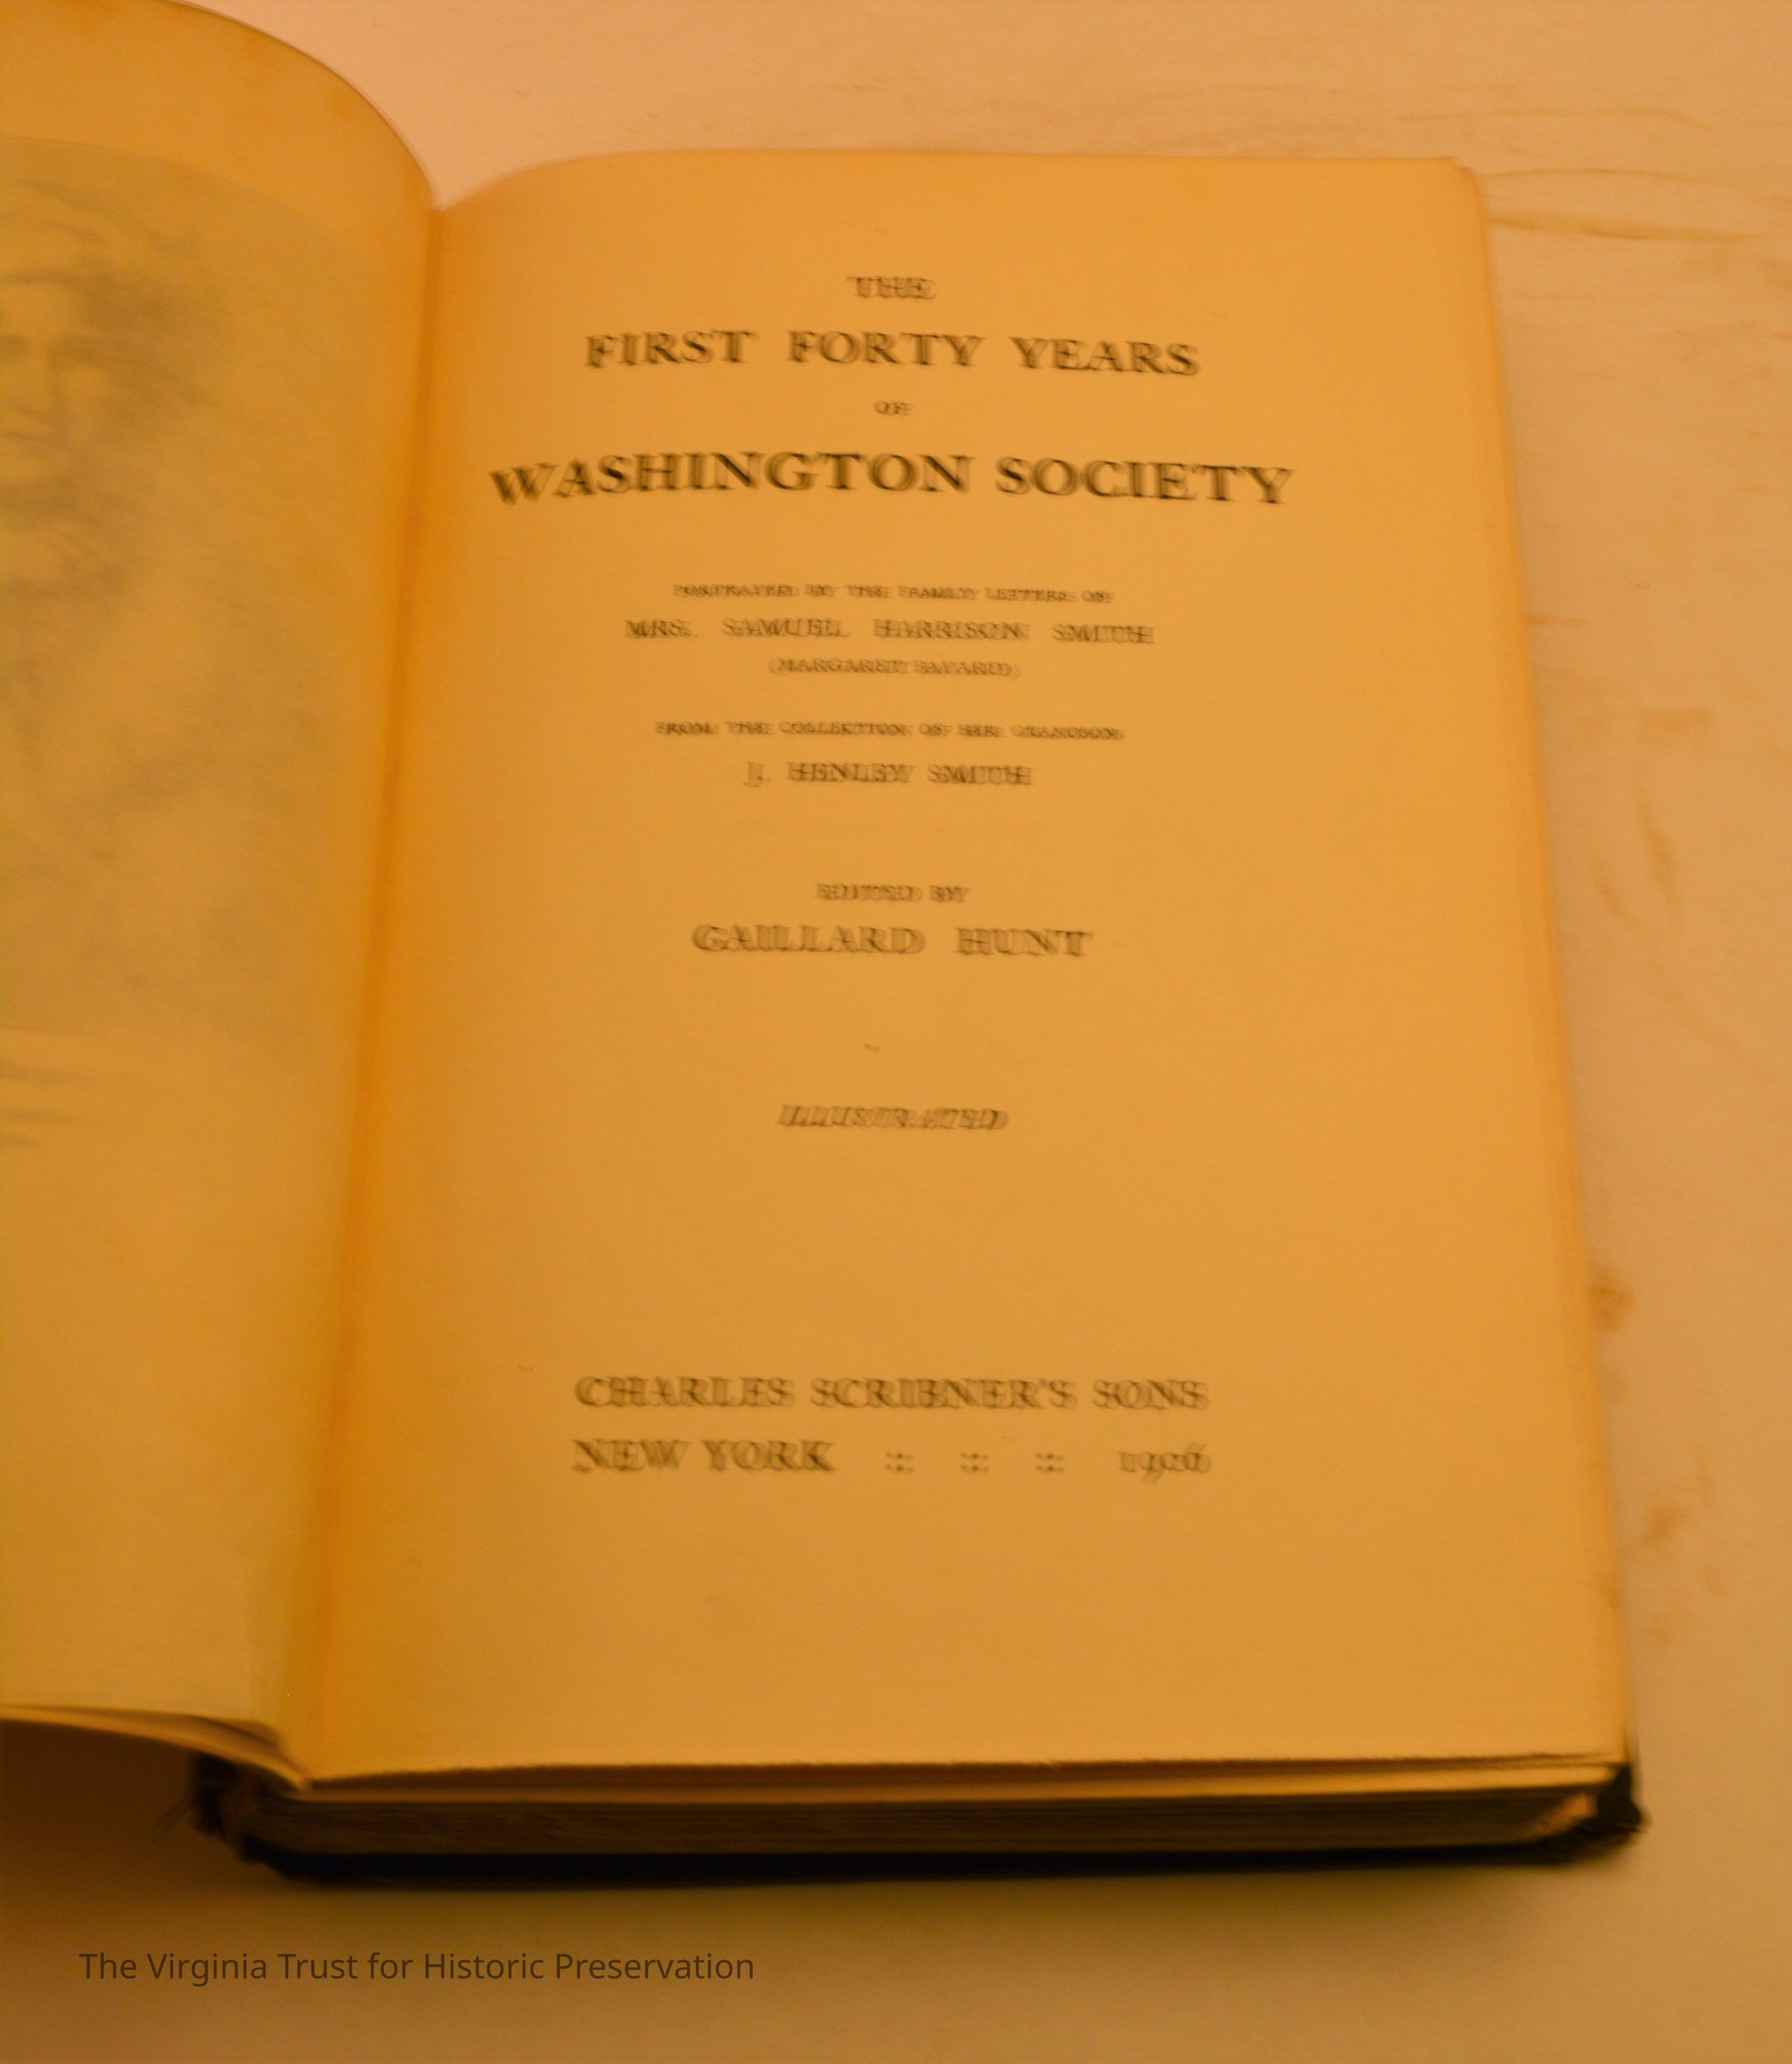 THE
FIRST FORTY YEARS
OF
WASHINGTON SOCIETY
PORTRAYED BY THE FAMILY LETTERS OF
MRS. SAMUEL HARRISON SMITH
(MARGARET BAYARD)
FROM THE COLLECTION OF HER GRANDSON
J. HENLEY SMITH
EDITED BY
GAILLARD HUNT
ILLUSTRATED
CHARLES SCRIBNER'S SONS
NEW YORK :: :: :: 1906
The Virginia Trust for Historic Preservation